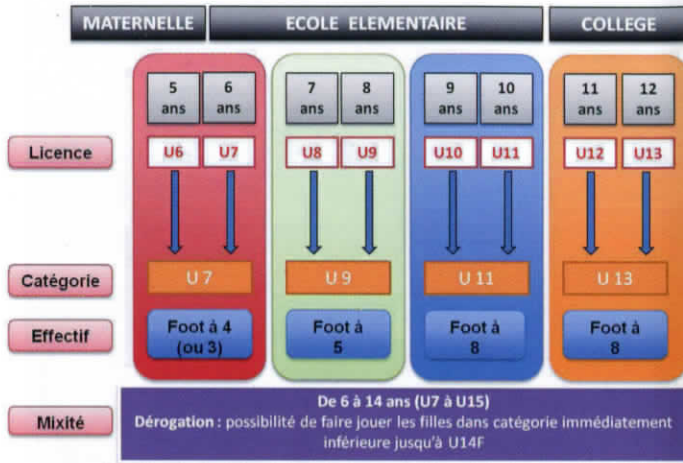 MATERNELLE ECOLE ELEMENTAIRE COLLEGE
5 ans 6 ans 7 ans 8 ans 9 ans 10 ans 11 ans 12 ans
Licence U6 U7 U8 U9 U10 U11 U12 U13
Catégorie U 7 U 9 U 11 U 13
Effectif Foot à 4 (ou 3) Foot à 5 Foot à 8 Foot à 8
De 6 à 14 ans (U7 à U15)
Mixité Dérogation : possibilité de faire jouer les filles dans catégorie immédiatement
inférieure jusqu'à U14F